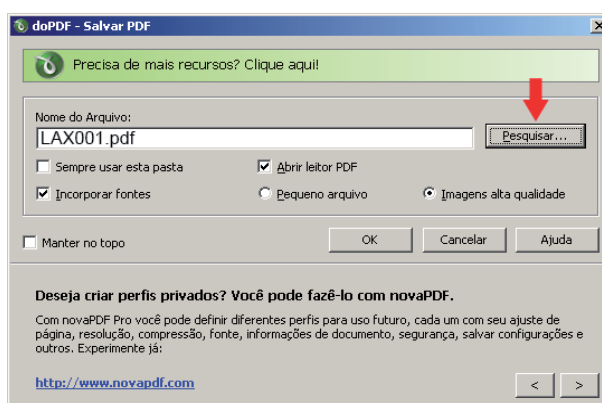 doPDF - Salvar PDF
Precisa de mais recursos? Clique aqui!
Nome do Arquivo:
LAX001.pdf
Pesquisar...
Sempre usar esta pasta
Abrir leitor PDF
Incorporar fontes
Pequeno arquivo
Imagens alta qualidade
Manter no topo
OK
Cancelar
Ajuda
Deseja criar perfis privados? Você pode fazê-lo com novaPDF.
Com novaPDF Pro você pode definir diferentes perfis para uso futuro, cada um com seu ajuste de
página, resolução, compressão, fonte, informações de documento, segurança, salvar configurações e
outros. Experimente já:
http://www.novapdf.com
< >